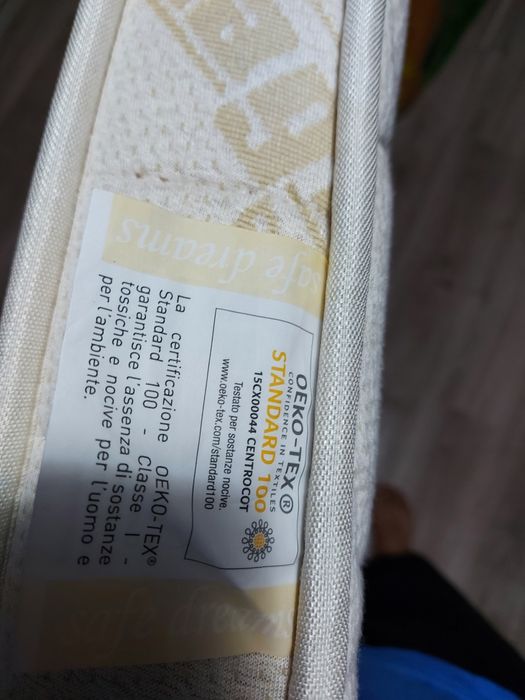 safe dreams
OEKO-TEX®
CONFIDENCE IN TEXTILES
STANDARD 100
15CX00044 CENTROCOT
Testato per sostanze nocive.
www.oeko-tex.com/standard100
La certificazione OEKO-TEX®
Standard 100 - Classe I -
garantisce l'assenza di sostanze
tossiche e nocive per l'uomo e
per l'ambiente.
safe dreams